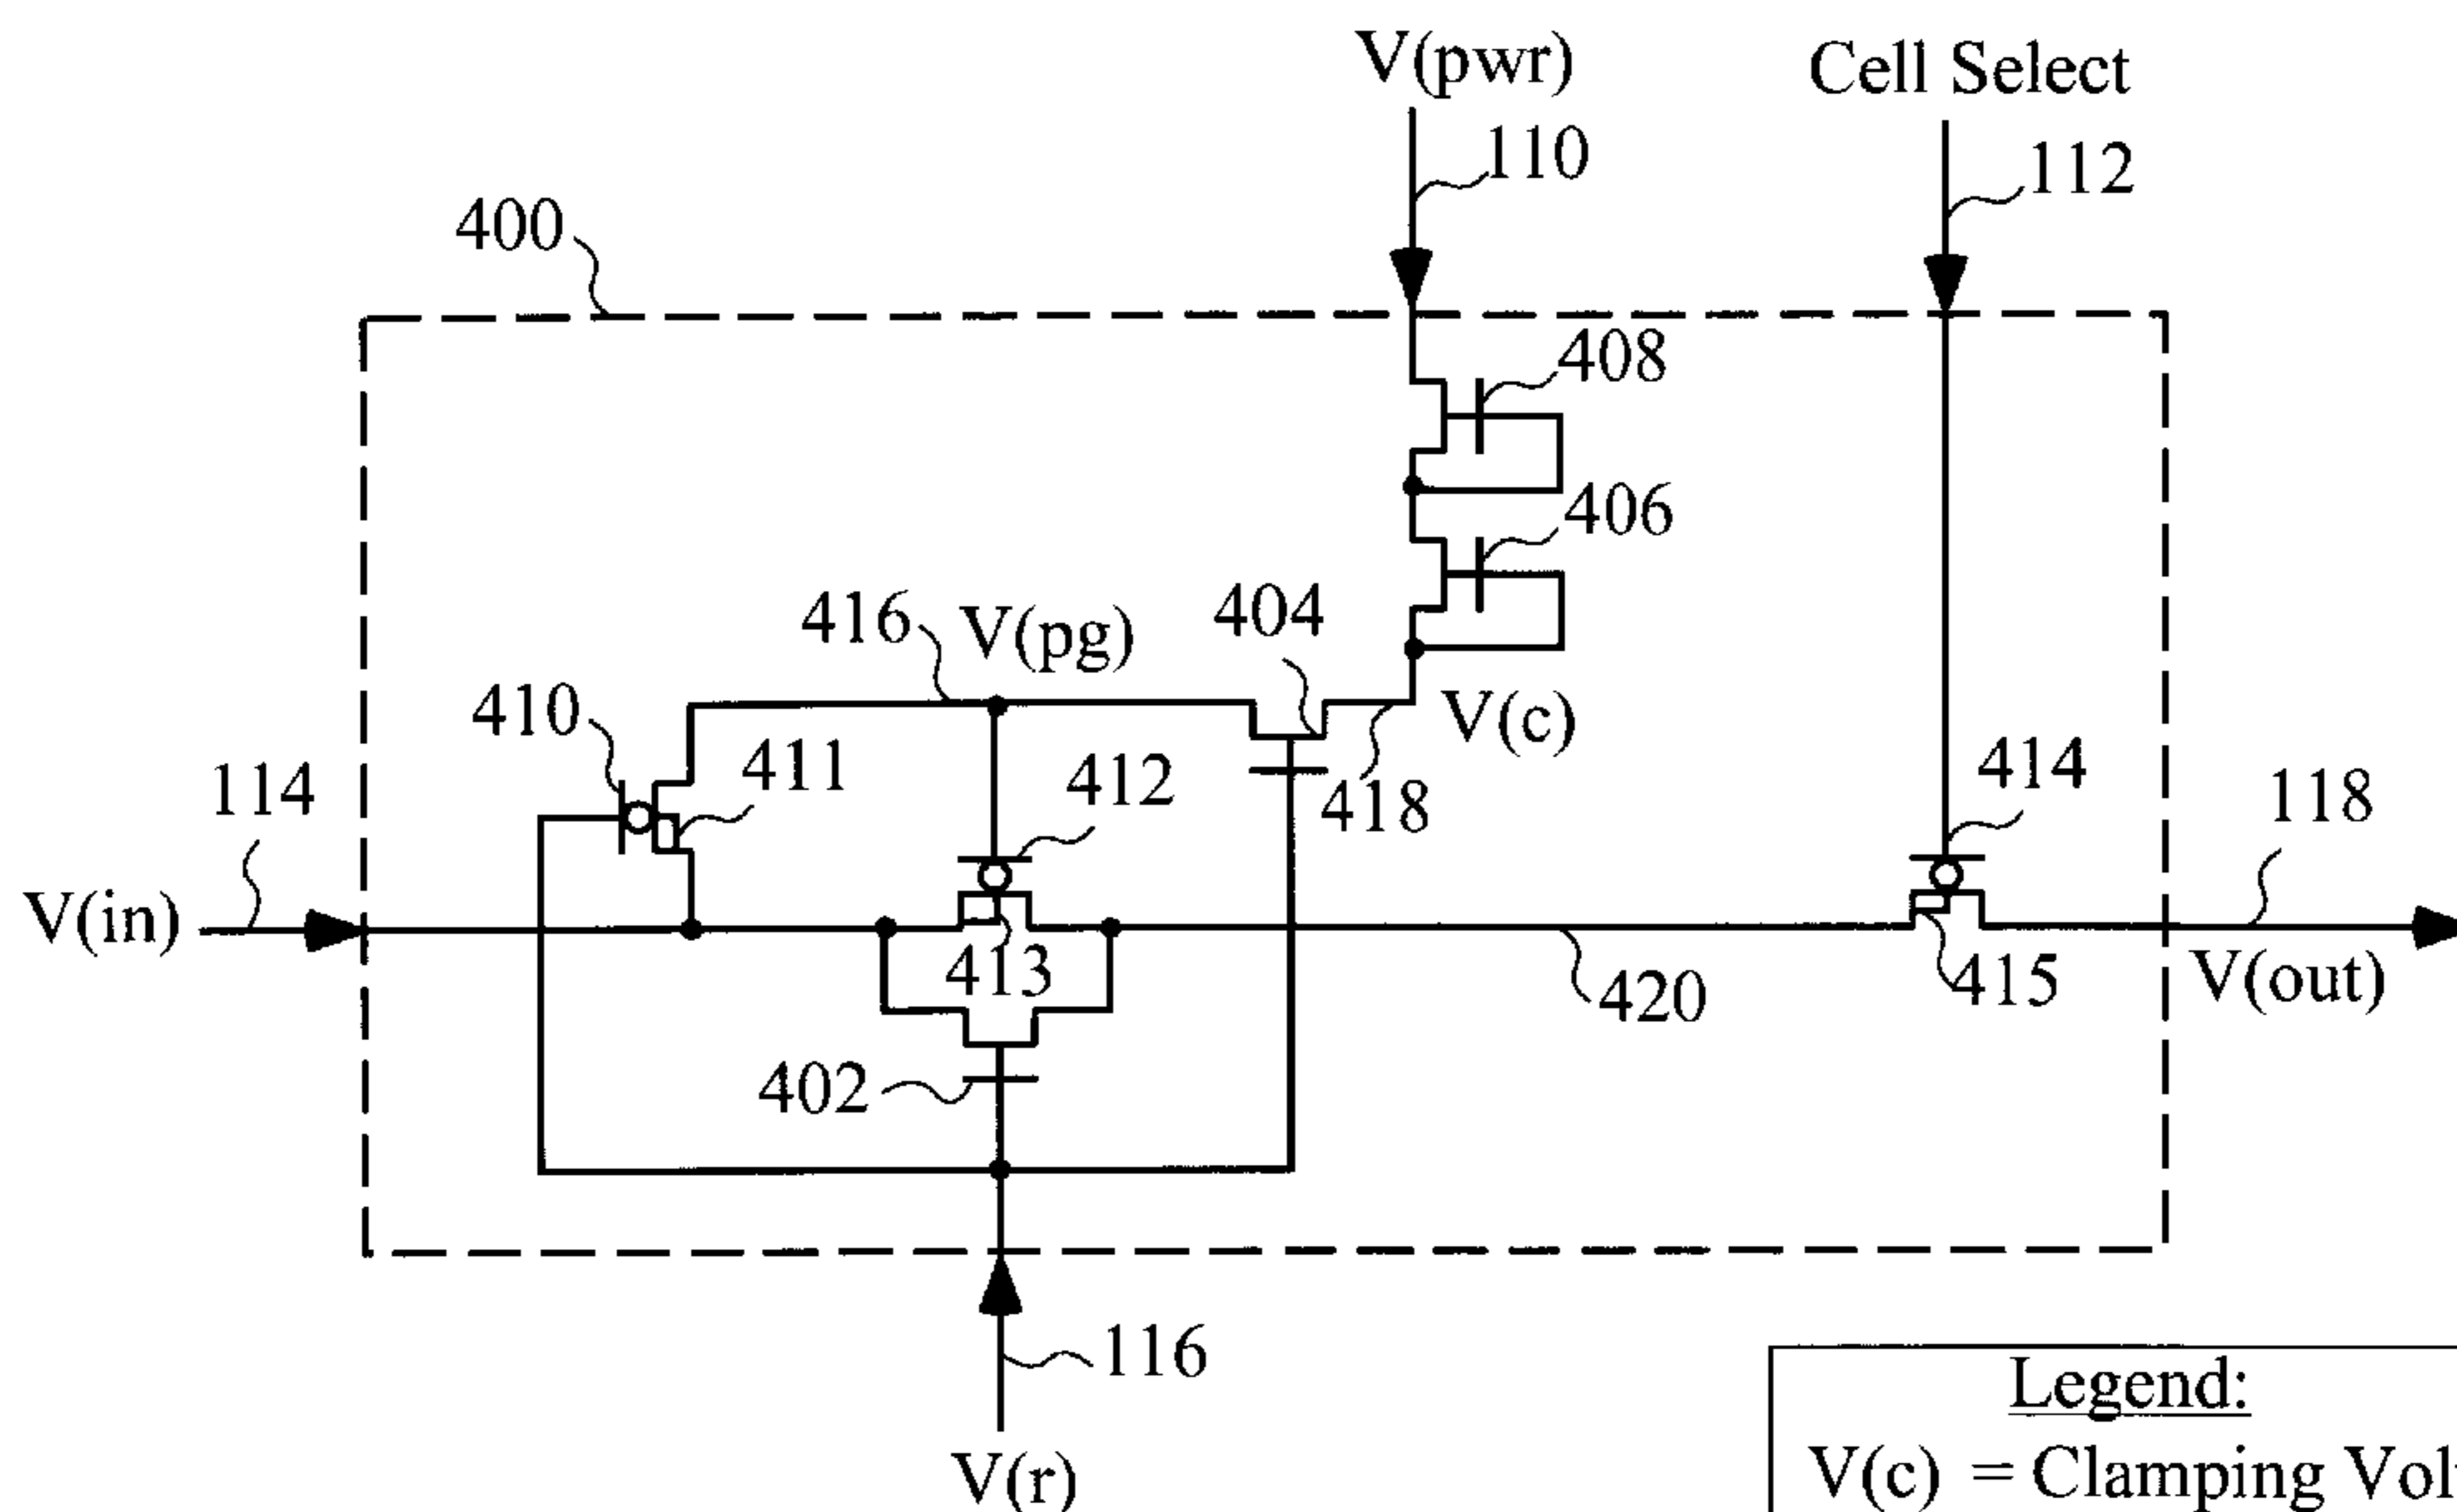 V(pwr)
Cell Select
110
112
400
408
406
416
V(pg)
404
410
411
412
V(c)
418
414
114
118
V(in)
413
420
415
V(out)
402
116
V(r)
Legend:
V(c) = Clamping